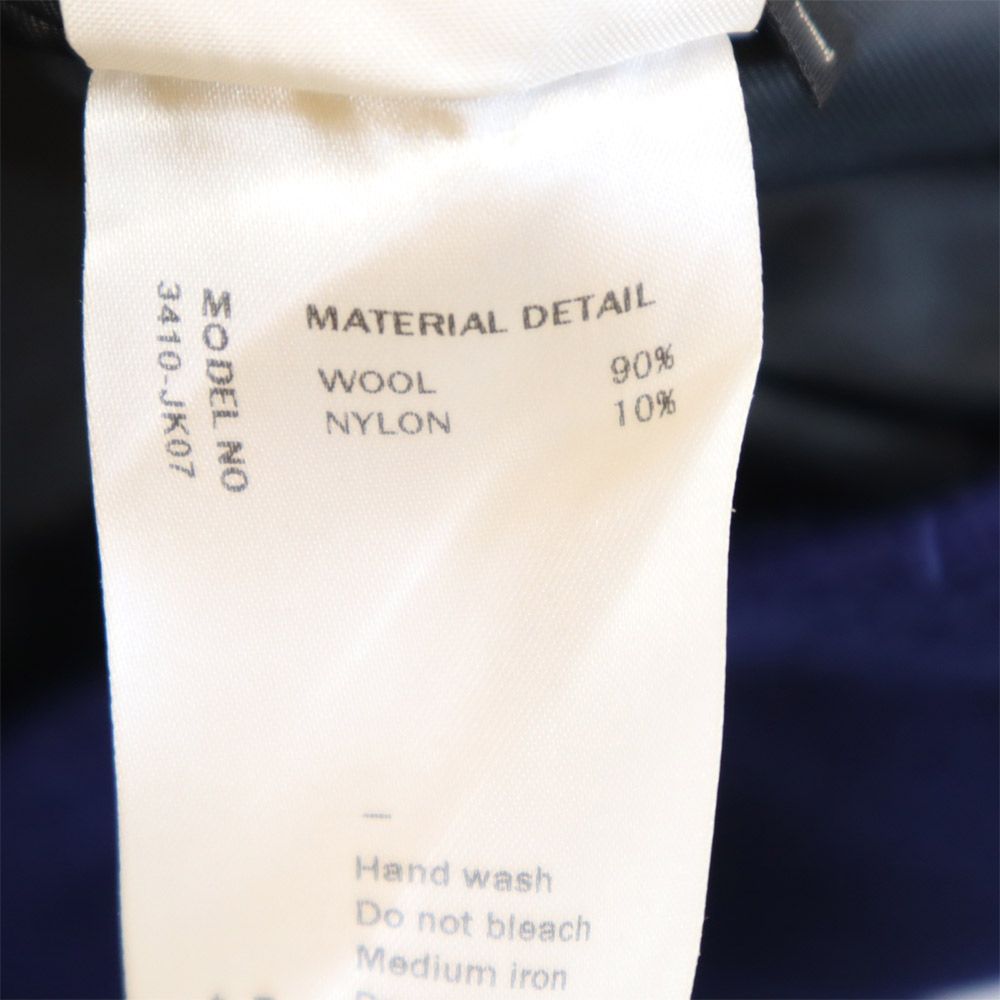 MODEL NO
3410-JK07
MATERIAL DETAIL
WOOL 90%
NYLON 10%
—
Hand wash
Do not bleach
Medium iron